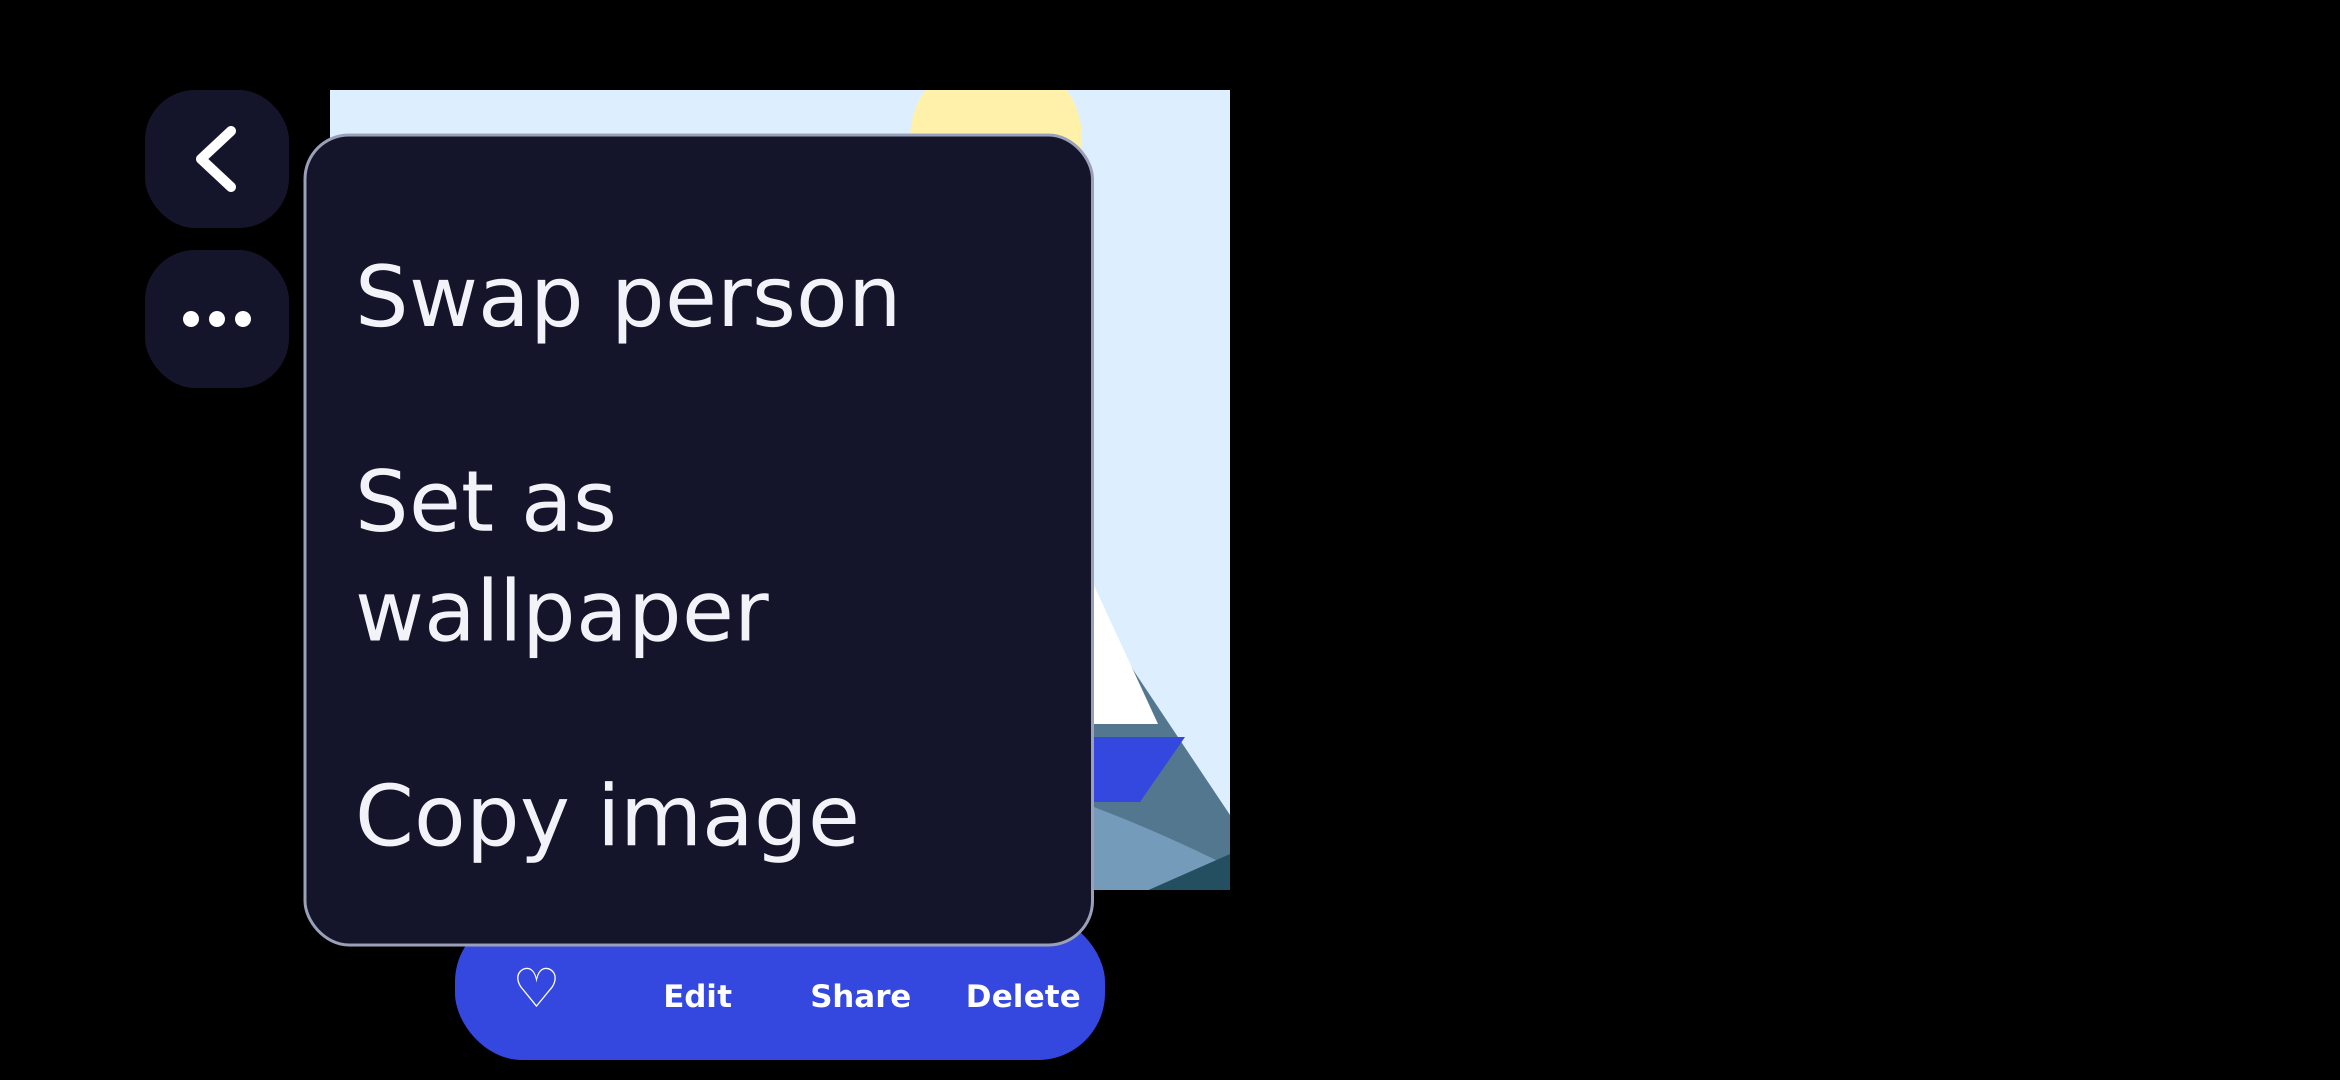 Swap person
Set as
wallpaper
Copy image
Edit
Share
Delete